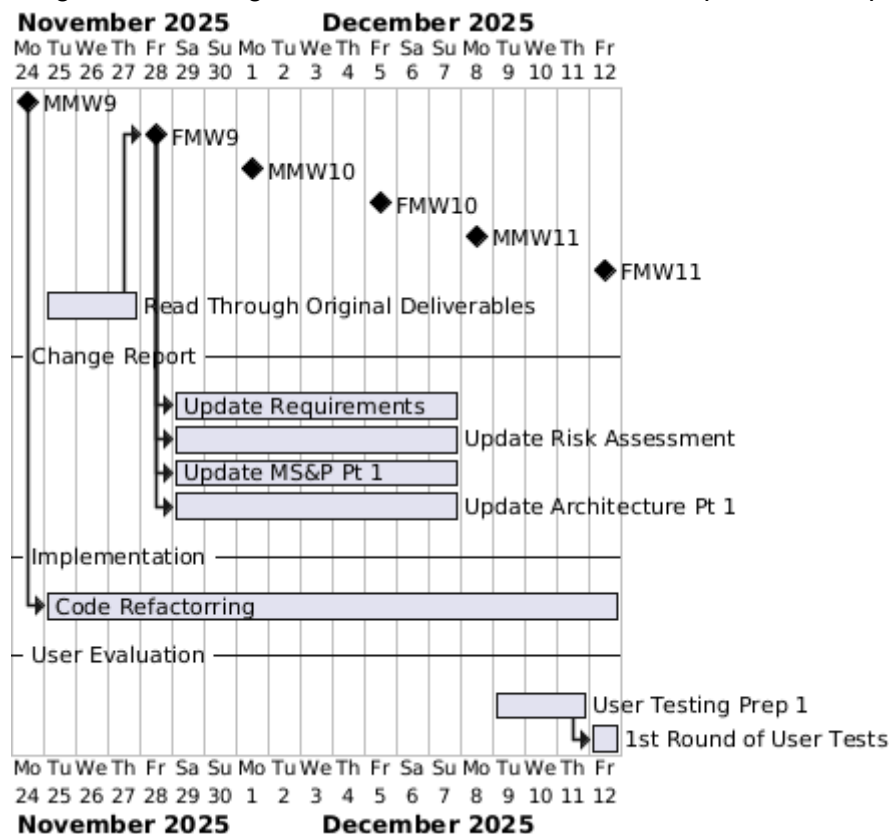 November 2025 December 2025
Mo Tu We Th Fr Sa Su Mo Tu We Th Fr Sa Su Mo Tu We Th Fr
24 25 26 27 28 29 30 1 2 3 4 5 6 7 8 9 10 11 12
MMW9
FMW9
MMW10
FMW10
MMW11
FMW11
Read Through Original Deliverables
Change Report
Update Requirements
Update Risk Assessment
Update MS&P Pt 1
Update Architecture Pt 1
Implementation
Code Refactorring
User Evaluation
User Testing Prep 1
1st Round of User Tests
Mo Tu We Th Fr Sa Su Mo Tu We Th Fr Sa Su Mo Tu We Th Fr
24 25 26 27 28 29 30 1 2 3 4 5 6 7 8 9 10 11 12
November 2025 December 2025